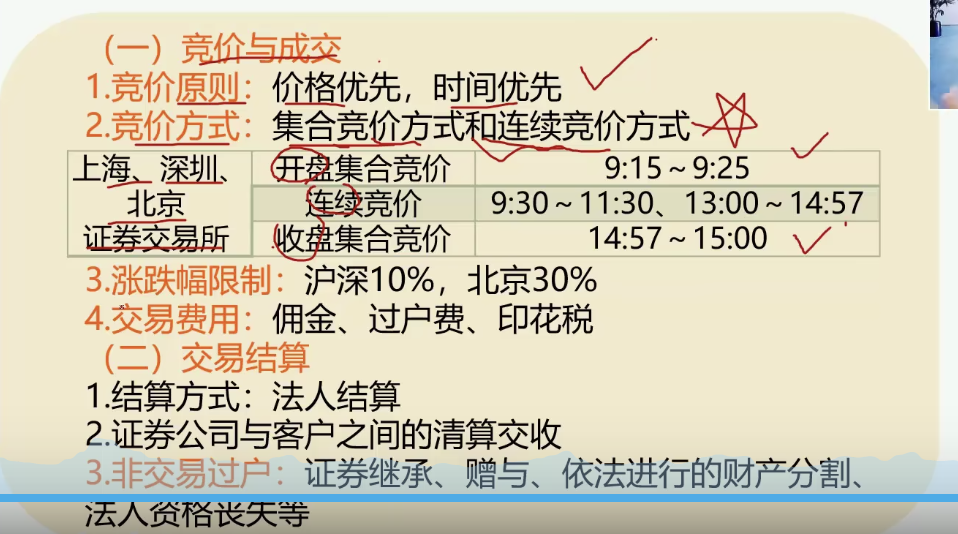 （一）竞价与成交
1.竞价原则：价格优先，时间优先
2.竞价方式：集合竞价方式和连续竞价方式
上海、深圳、北京证券交易所
开盘集合竞价 9:15～9:25
连续竞价 9:30～11:30、13:00～14:57
收盘集合竞价 14:57～15:00
3.涨跌幅限制：沪深10%，北京30%
4.交易费用：佣金、过户费、印花税
（二）交易结算
1.结算方式：法人结算
2.证券公司与客户之间的清算交收
3.非交易过户：证券继承、赠与、依法进行的财产分割、
法人资格丧失等